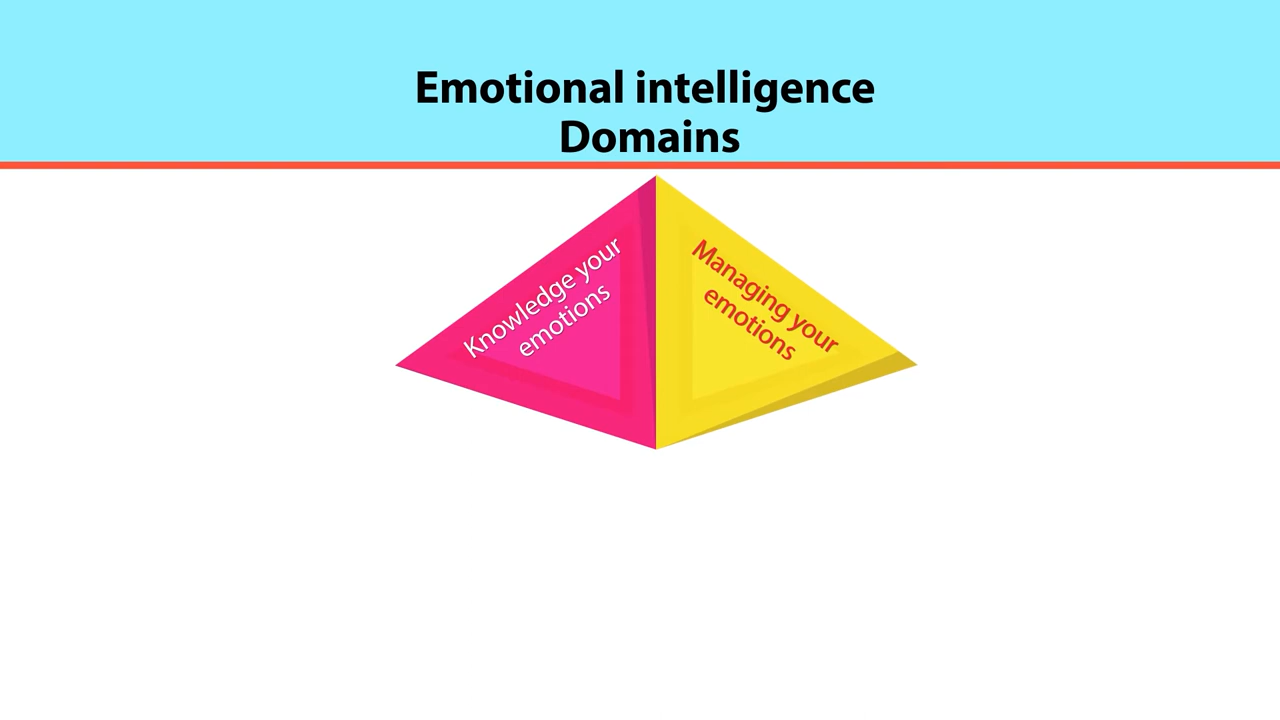 Emotional intelligence
Domains
Knowledge your
emotions
Managing your
emotions